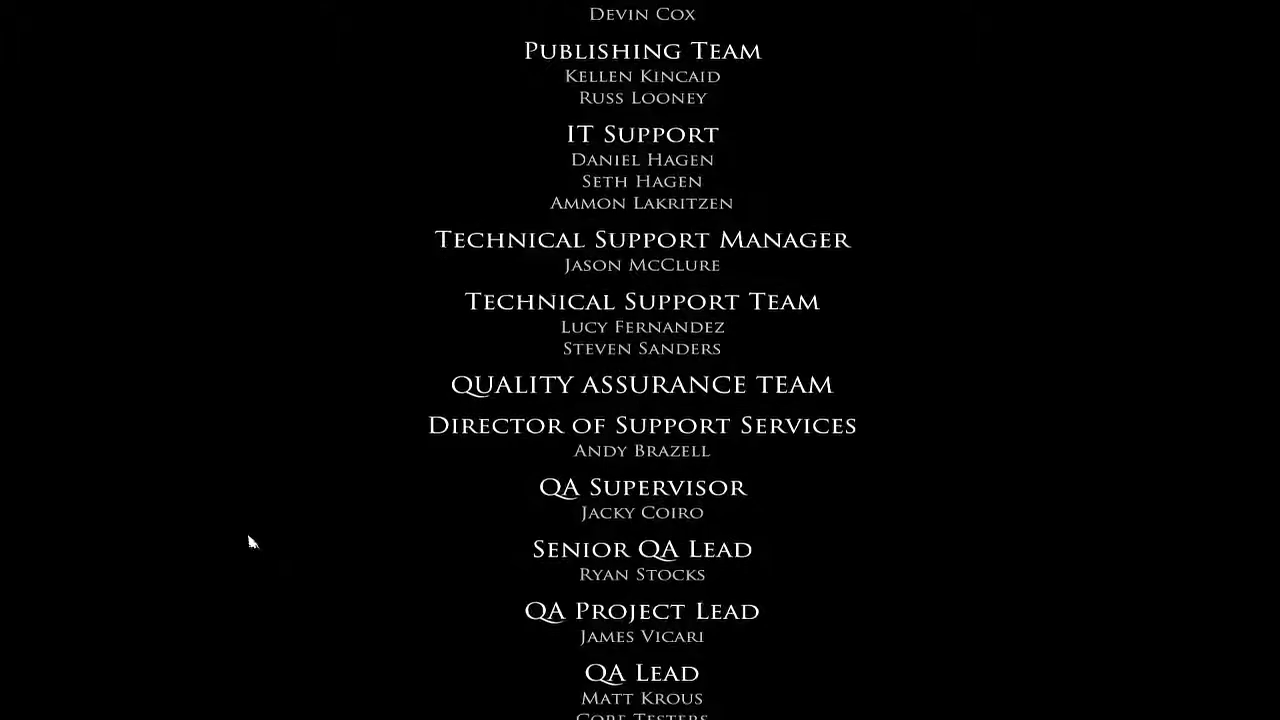 Devin Cox
Publishing Team
Kellen Kincaid
Russ Looney
IT Support
Daniel Hagen
Seth Hagen
Ammon Lakritzen
Technical Support Manager
Jason McClure
Technical Support Team
Lucy Fernandez
Steven Sanders
QUALITY ASSURANCE TEAM
Director of Support Services
Andy Brazell
QA Supervisor
Jacky Coiro
Senior QA Lead
Ryan Stocks
QA Project Lead
James Vicari
QA Lead
Matt Krous
Core Testers